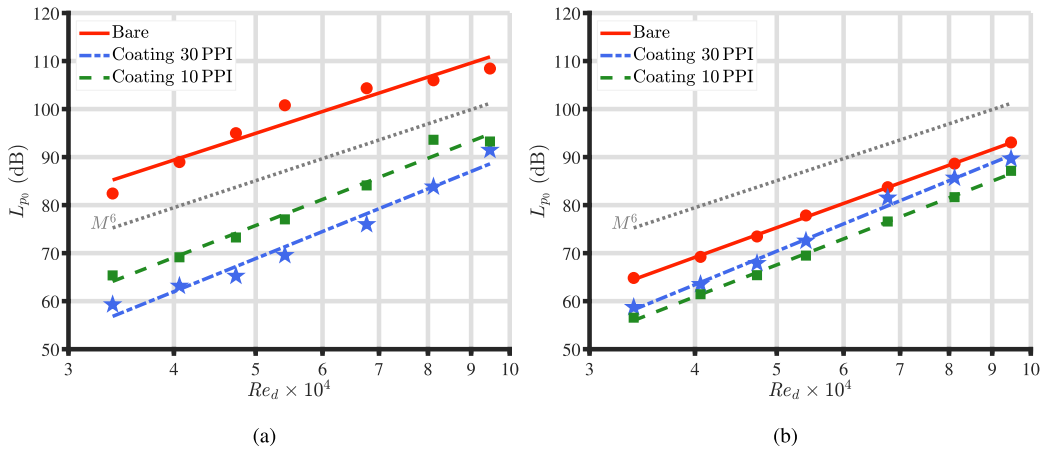 120
110
100
90
80
70
60
50
L_{p_0} (dB)
Bare
Coating 30 PPI
Coating 10 PPI
M^6
3 4 5 6 7 8 9 10
Re_d × 10^4
(a)
120
110
100
90
80
70
60
50
L_{p_0} (dB)
Bare
Coating 30 PPI
Coating 10 PPI
M^6
3 4 5 6 7 8 9 10
Re_d × 10^4
(b)